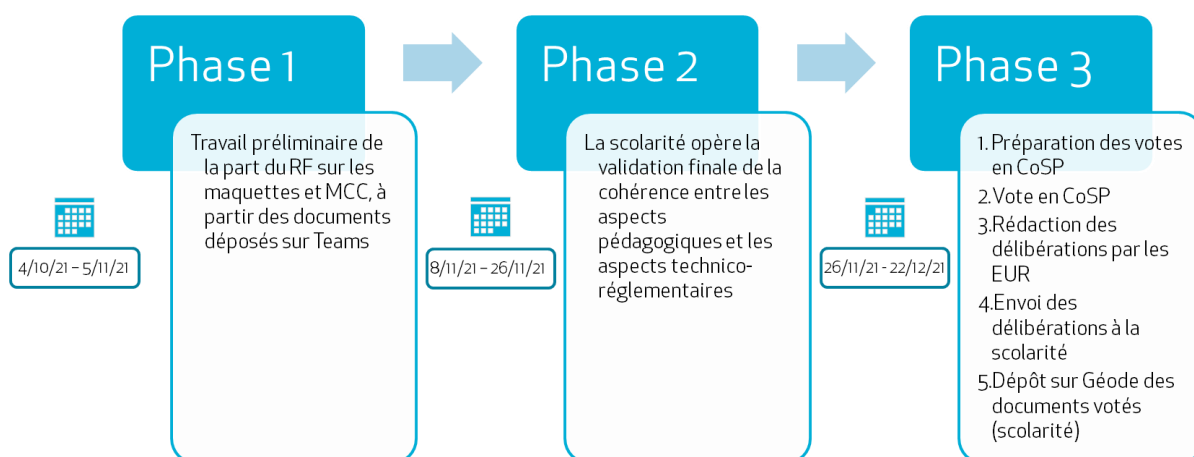 Phase 1
Travail préliminaire de
la part du RF sur les
maquettes et MCC, à
partir des documents
déposés sur Teams
4/10/21 – 5/11/21
Phase 2
La scolarité opère la
validation finale de la
cohérence entre les
aspects
pédagogiques et les
aspects technico-
réglementaires
8/11/21 – 26/11/21
Phase 3
1. Préparation des votes
en CoSP
2. Vote en CoSP
3. Rédaction des
délibérations par les
EUR
4. Envoi des
délibérations à la
scolarité
5. Dépôt sur Géode des
documents votés
(scolarité)
26/11/21 - 22/12/21